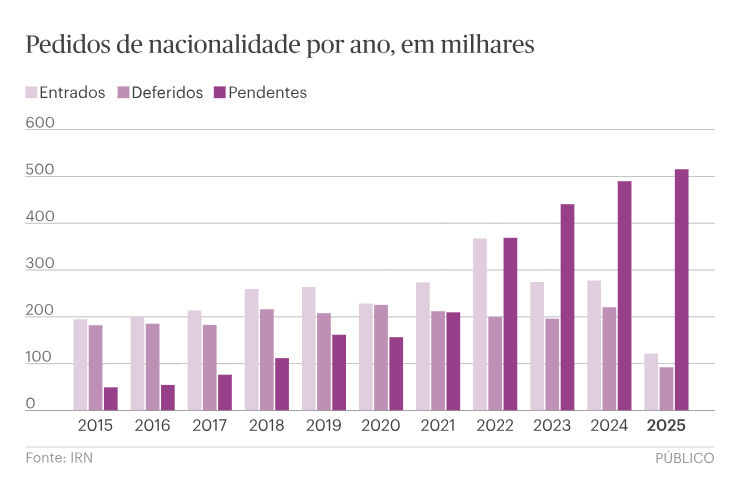 Pedidos de nacionalidade por ano, em milhares
Entrados Deferidos Pendentes
600
500
400
300
200
100
0
2015 2016 2017 2018 2019 2020 2021 2022 2023 2024 2025
Fonte: IRN PÚBLICO